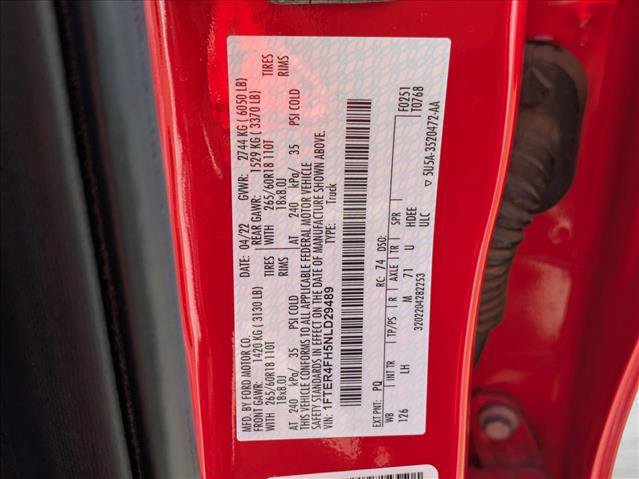 MFD. BY FORD MOTOR CO.
DATE: 04/22 GVWR: 2744 KG ( 6050 LB)
FRONT GAWR: 1420 KG ( 3130 LB) REAR GAWR: 1529 KG ( 3370 LB)
WITH 265/60R18 110T TIRES WITH 265/60R18 110T TIRES
18x8.0J RIMS 18x8.0J RIMS
AT 240 kPa/ 35 PSI COLD AT 240 kPa/ 35 PSI COLD
THIS VEHICLE CONFORMS TO ALL APPLICABLE FEDERAL MOTOR VEHICLE
SAFETY STANDARDS IN EFFECT ON THE DATE OF MANUFACTURE SHOWN ABOVE.
VIN: 1FTER4FH5NLD29489 TYPE: Truck
F0251
T0768
EXT PNT: PQ RC: 74 DSO:
WB INT TR TP/PS R AXLE TR SPR
126 LH M 71 U HDEE
ULC
3202204282253
▽ 5U5A-3520472-AA